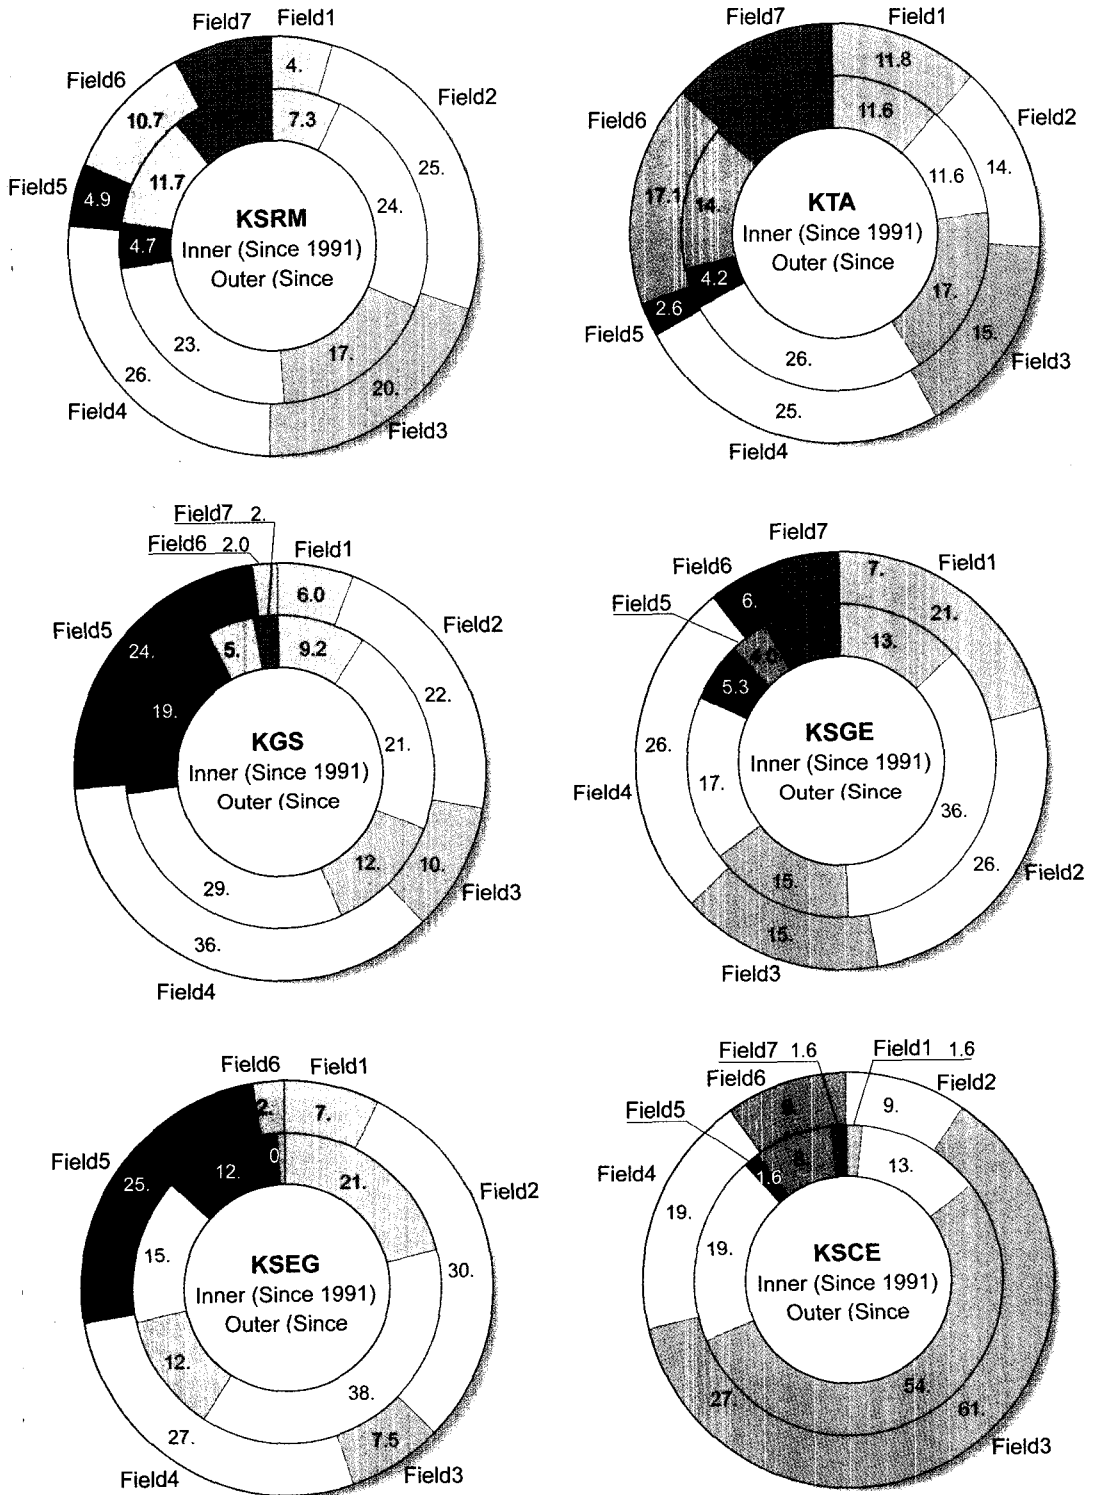 Field7 Field1
Field6 4. Field2
10.7 7.3 25.
11.7 24.
Field5 4.9
4.7
KSRM
Inner (Since 1991)
Outer (Since
23. 17.
26. 20.
Field4 Field3
Field7 Field1
11.8
Field6 11.6 Field2
17.1 14. 11.6 14.
KTA
Inner (Since 1991)
Outer (Since
4.2 17.
2.6 15.
Field5 26. Field3
25.
Field4
Field7 2.
Field6 2.0 Field1
6.0
Field5 24. 5. 9.2 Field2
19. 22.
21.
KGS
Inner (Since 1991)
Outer (Since
12. 10.
29. Field3
36.
Field4
Field7
Field6 7. Field1
Field5 6. 21.
13.
5.3
26. 17.
KSGE
Inner (Since 1991)
Outer (Since
Field4 36.
26. Field2
15.
15.
Field3
Field6 Field1
2. 7.
Field5 25. 12. 0 21. Field2
15. 30.
KSEG
Inner (Since 1991)
Outer (Since
12.
38.
27. 7.5
Field4 Field3
Field7 1.6 Field1 1.6
Field6 Field2
Field5 9.
Field4 1.6 13.
19. 19.
KSCE
Inner (Since 1991)
Outer (Since
27. 54.
61.
Field3